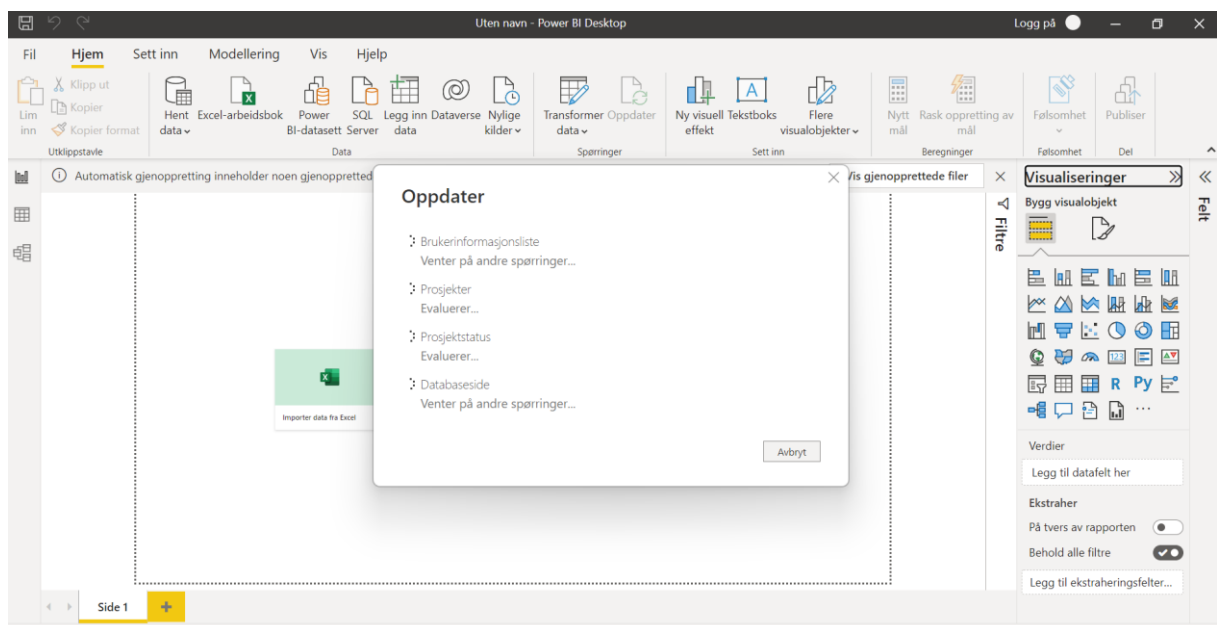 Uten navn - Power BI Desktop
Logg på
Fil Hjem Sett inn Modellering Vis Hjelp
Lim inn
Klipp ut
Kopier
Kopier format
Utklippstavle
Hent data
Excel-arbeidsbok
Power BI-datasett
SQL Server
Legg inn data
Dataverse
Nylige kilder
Data
Transformer data
Oppdater
Spørringer
Ny visuell effekt
A
Tekstboks
Flere visualobjekter
Sett inn
Nytt mål
Rask oppretting av mål
Beregninger
Følsomhet
Følsomhet
Publiser
Del
Automatisk gjenoppretting inneholder noen gjenopprettede
Vis gjenopprettede filer
Oppdater
Brukerinformasjonsliste
Venter på andre spørringer...
Prosjekter
Evaluerer...
Prosjektstatus
Evaluerer...
Databaseside
Venter på andre spørringer...
Avbryt
Importer data fra Excel
Filtre
Visualiseringer
Bygg visualobjekt
123
R Py
Verdier
Legg til datafelt her
Ekstraher
På tvers av rapporten
Behold alle filtre
Legg til ekstraheringsfelter...
Felt
Side 1